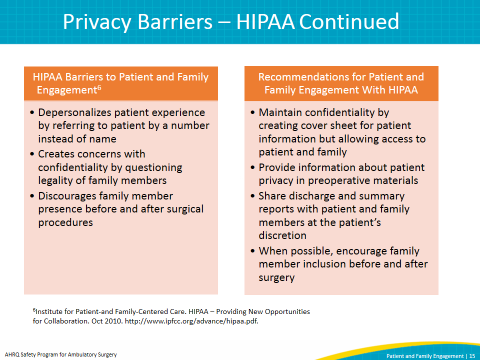 Privacy Barriers – HIPAA Continued
HIPAA Barriers to Patient and Family
Engagement⁶
• Depersonalizes patient experience
by referring to patient by a number
instead of name
• Creates concerns with
confidentiality by questioning
legality of family members
• Discourages family member
presence before and after surgical
procedures
Recommendations for Patient and
Family Engagement With HIPAA
• Maintain confidentiality by
creating cover sheet for patient
information but allowing access to
patient and family
• Provide information about patient
privacy in preoperative materials
• Share discharge and summary
reports with patient and family
members at the patient's
discretion
• When possible, encourage family
member inclusion before and after
surgery
⁶Institute for Patient-and Family-Centered Care. HIPAA – Providing New Opportunities
for Collaboration. Oct 2010. http://www.ipfcc.org/advance/hipaa.pdf.
AHRQ Safety Program for Ambulatory Surgery
Patient and Family Engagement | 15